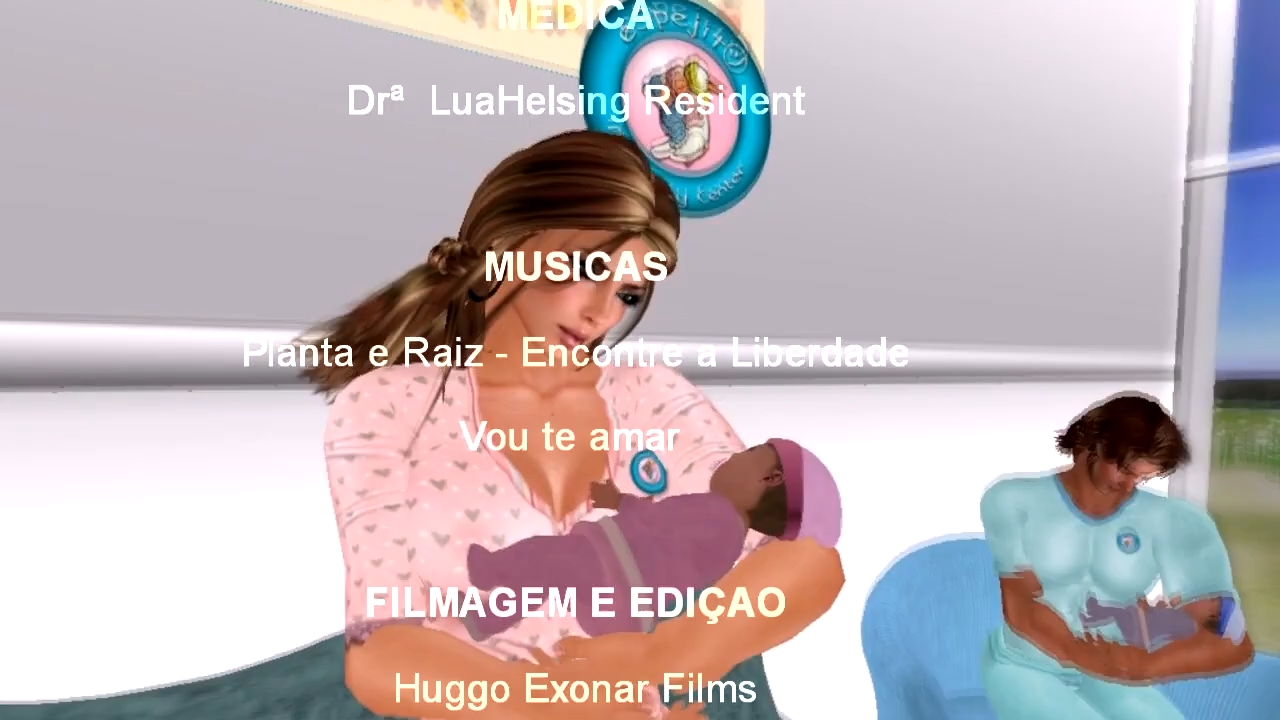 MEDICA
Drª LuaHelsing Resident
MUSICAS
Planta e Raiz - Encontre a Liberdade
Vou te amar
FILMAGEM E EDIÇAO
Huggo Exonar Films